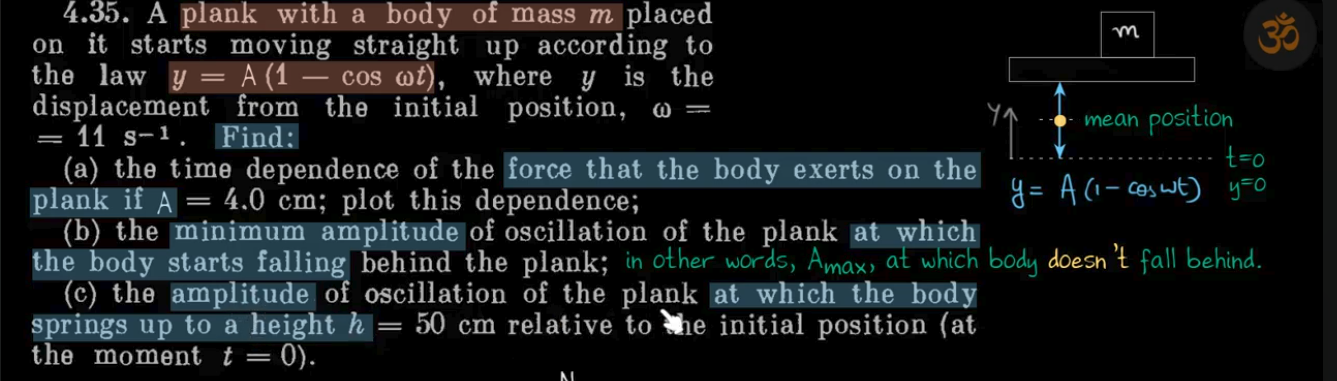 4.35. A plank with a body of mass m placed
on it starts moving straight up according to
the law y = A (1 — cos ωt), where y is the
displacement from the initial position, ω =
= 11 s-¹. Find:
(a) the time dependence of the force that the body exerts on the
plank if A = 4.0 cm; plot this dependence;
(b) the minimum amplitude of oscillation of the plank at which
the body starts falling behind the plank; in other words, Amax, at which body doesn't fall behind.
(c) the amplitude of oscillation of the plank at which the body
springs up to a height h = 50 cm relative to the initial position (at
the moment t = 0).
m
ॐ
y
mean position
t=0
y=0
y = A (1 - cos ωt)
N